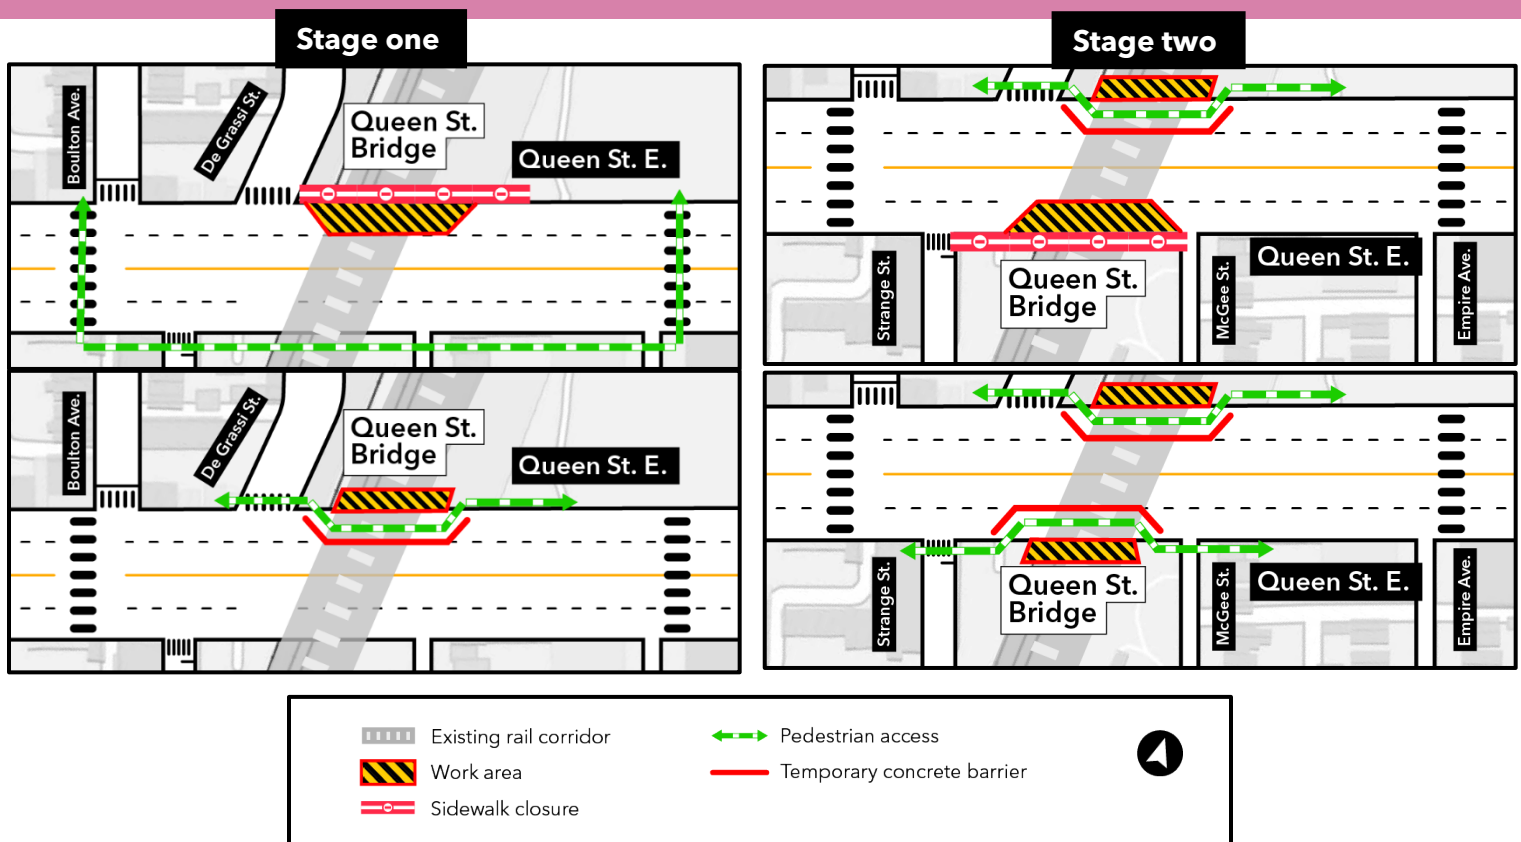 Stage one
Boulton Ave.
De Grassi St.
Queen St.
Bridge
Queen St. E.
Boulton Ave.
De Grassi St.
Queen St.
Bridge
Queen St. E.
Stage two
Strange St.
Queen St.
Bridge
McGee St.
Queen St. E.
Empire Ave.
Strange St.
Queen St.
Bridge
McGee St.
Queen St. E.
Empire Ave.
Existing rail corridor
Work area
Sidewalk closure
Pedestrian access
Temporary concrete barrier